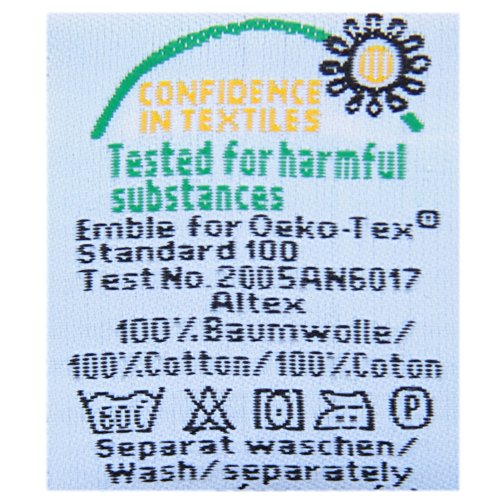 CONFIDENCE
IN TEXTILES
Tested for harmful
substances
Emble for Oeko-Tex®
Standard 100
Test No. 2005AN6017
Altex
100%Baumwolle/
100%Cotton/100%Coton
60C P
Separat waschen/
Wash/separately